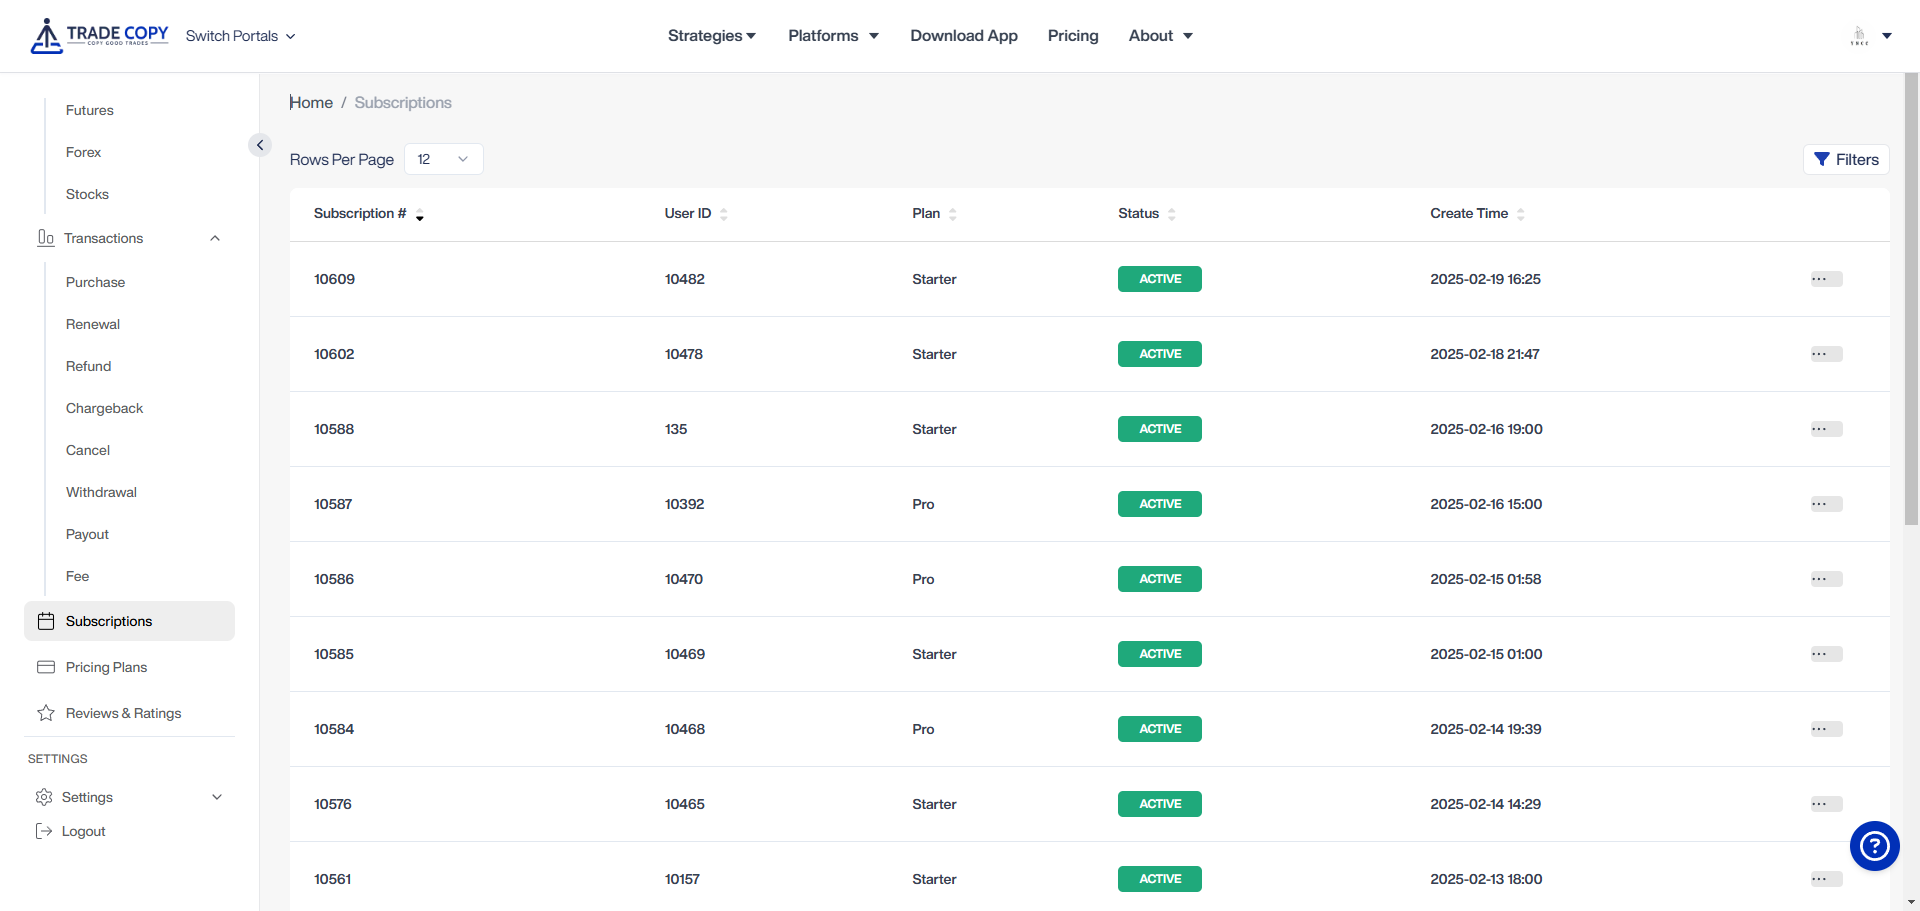 TRADE COPY
COPY GOOD TRADES
Switch Portals
Strategies Platforms Download App Pricing About
Futures
Forex
Stocks
Transactions
Purchase
Renewal
Refund
Chargeback
Cancel
Withdrawal
Payout
Fee
Subscriptions
Pricing Plans
Reviews & Ratings
SETTINGS
Settings
Logout
Home / Subscriptions
Rows Per Page 12
Filters
Subscription # User ID Plan Status Create Time
10609 10482 Starter ACTIVE 2025-02-19 16:25 ...
10602 10478 Starter ACTIVE 2025-02-18 21:47 ...
10588 135 Starter ACTIVE 2025-02-16 19:00 ...
10587 10392 Pro ACTIVE 2025-02-16 15:00 ...
10586 10470 Pro ACTIVE 2025-02-15 01:58 ...
10585 10469 Starter ACTIVE 2025-02-15 01:00 ...
10584 10468 Pro ACTIVE 2025-02-14 19:39 ...
10576 10465 Starter ACTIVE 2025-02-14 14:29 ...
10561 10157 Starter ACTIVE 2025-02-13 18:00 ...
?